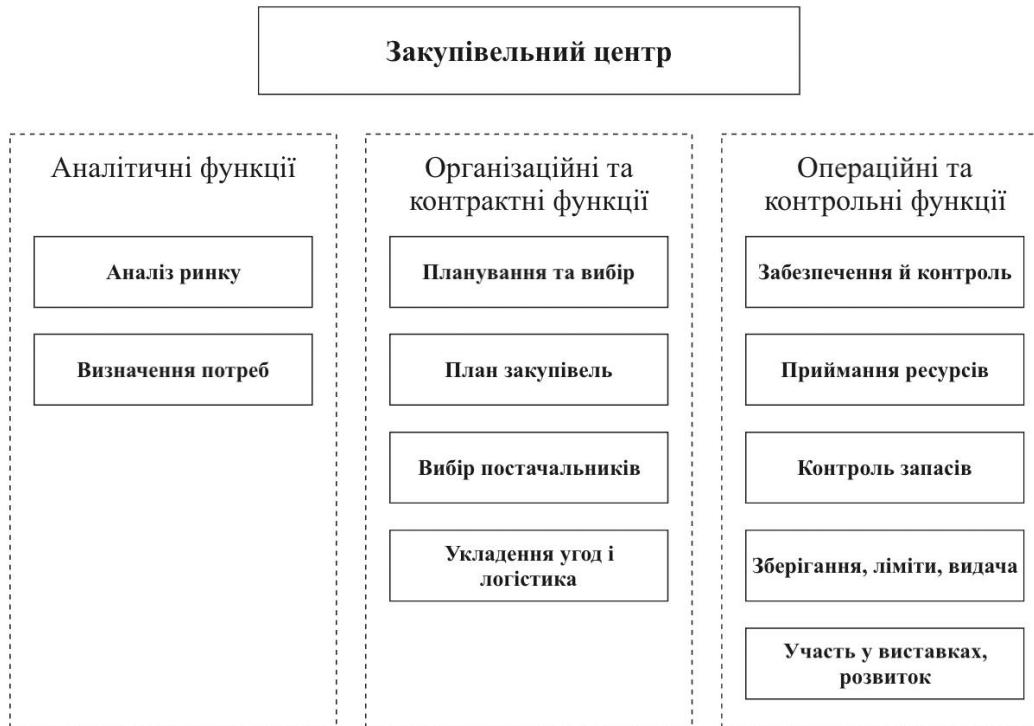 Закупівельний центр
Аналітичні функції
Аналіз ринку
Визначення потреб
Організаційні та
контрактні функції
Планування та вибір
План закупівель
Вибір постачальників
Укладення угод і
логістика
Операційні та
контрольні функції
Забезпечення й контроль
Приймання ресурсів
Контроль запасів
Зберігання, ліміти, видача
Участь у виставках,
розвиток